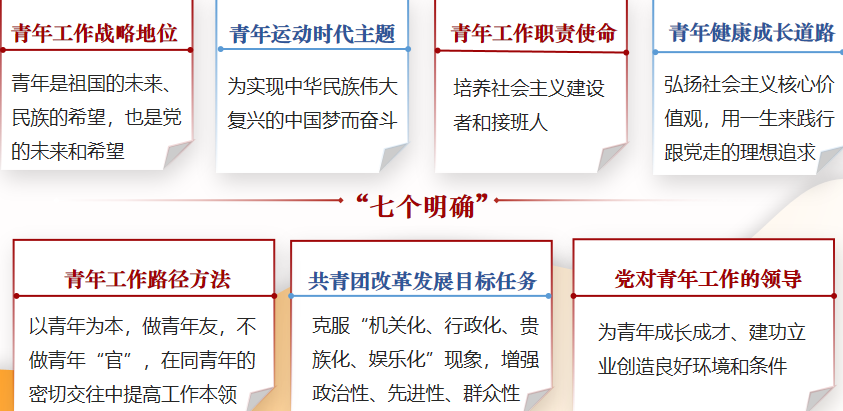 青年工作战略地位
青年是祖国的未来、
民族的希望，也是党
的未来和希望
青年运动时代主题
为实现中华民族伟大
复兴的中国梦而奋斗
青年工作职责使命
培养社会主义建设
者和接班人
青年健康成长道路
弘扬社会主义核心价
值观，用一生来践行
跟党走的理想追求
“七个明确”
青年工作路径方法
以青年为本，做青年友，不
做青年“官”，在同青年的
密切交往中提高工作本领
共青团改革发展目标任务
克服“机关化、行政化、贵
族化、娱乐化”现象，增强
政治性、先进性、群众性
党对青年工作的领导
为青年成长成才、建功立
业创造良好环境和条件